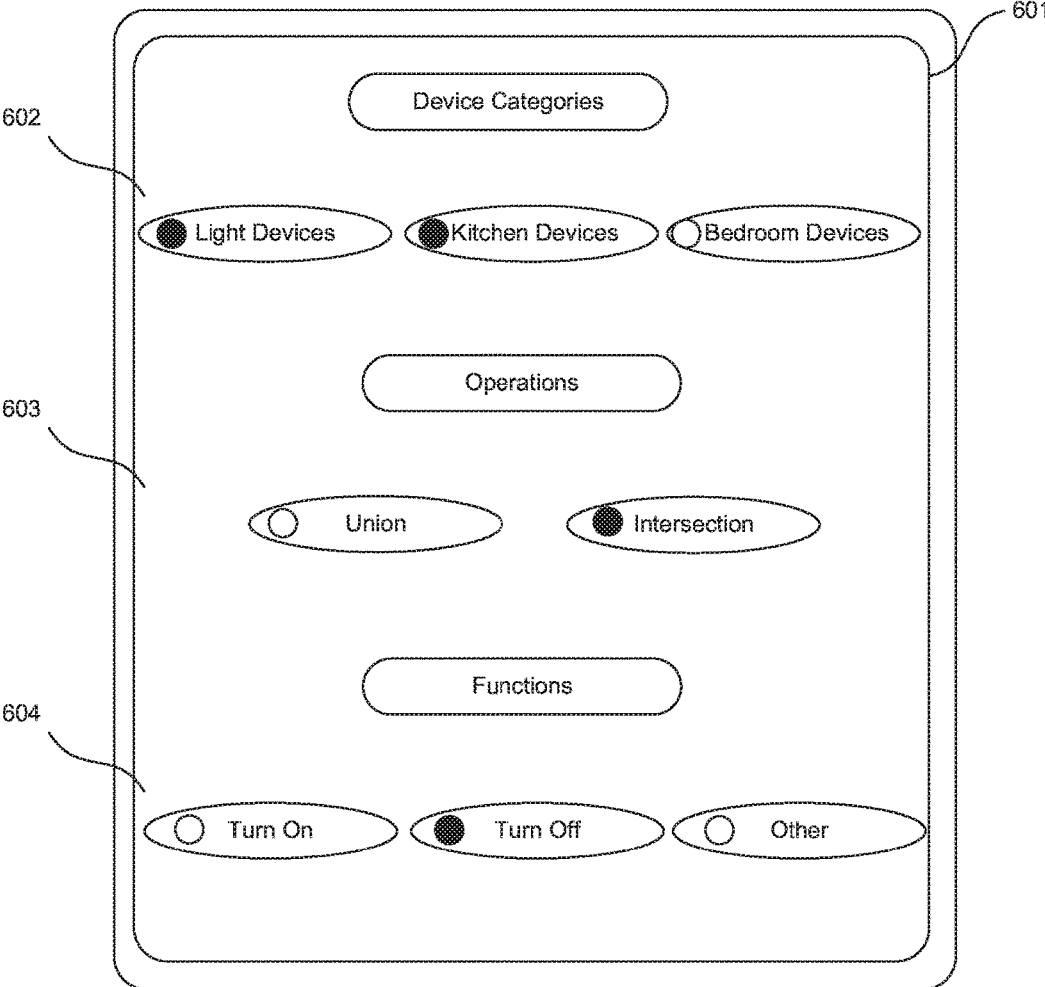 601
Device Categories
602
Light Devices Kitchen Devices Bedroom Devices
Operations
603
Union Intersection
Functions
604
Turn On Turn Off Other